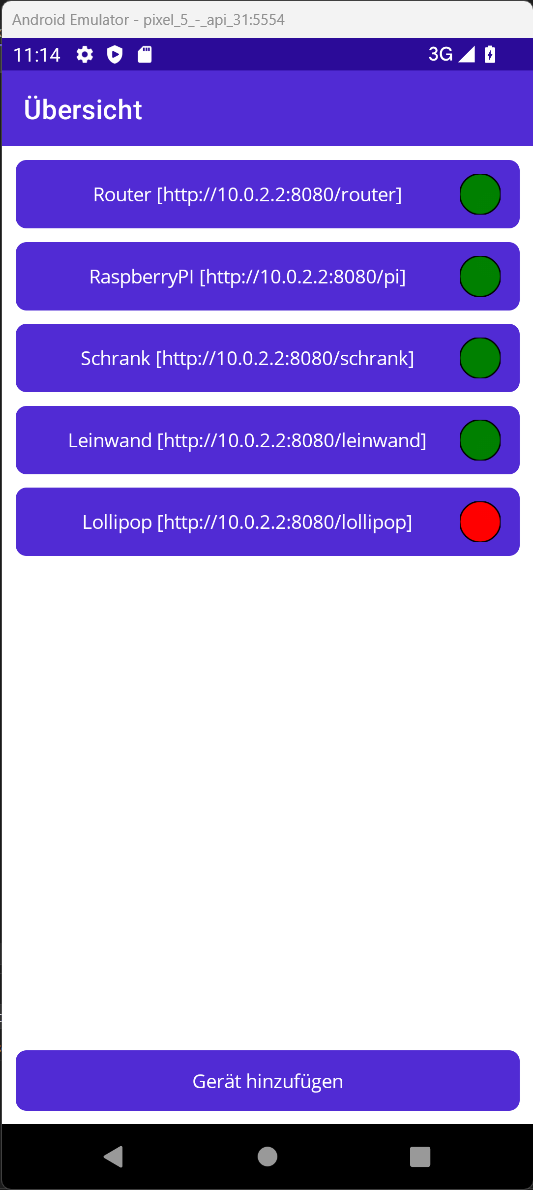 Android Emulator - pixel_5_-_api_31:5554
11:14 3G
Übersicht
Router [http://10.0.2.2:8080/router]
RaspberryPI [http://10.0.2.2:8080/pi]
Schrank [http://10.0.2.2:8080/schrank]
Leinwand [http://10.0.2.2:8080/leinwand]
Lollipop [http://10.0.2.2:8080/lollipop]
Gerät hinzufügen